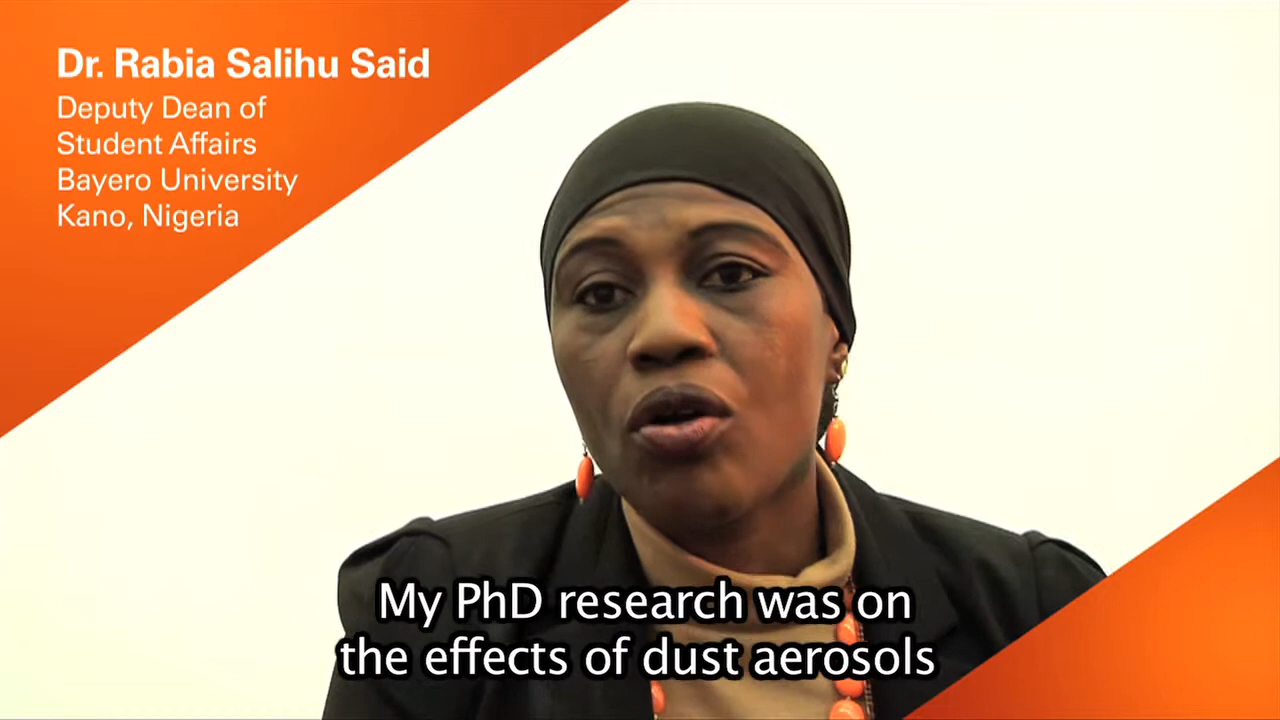 Dr. Rabia Salihu Said
Deputy Dean of
Student Affairs
Bayero University
Kano, Nigeria
My PhD research was on
the effects of dust aerosols